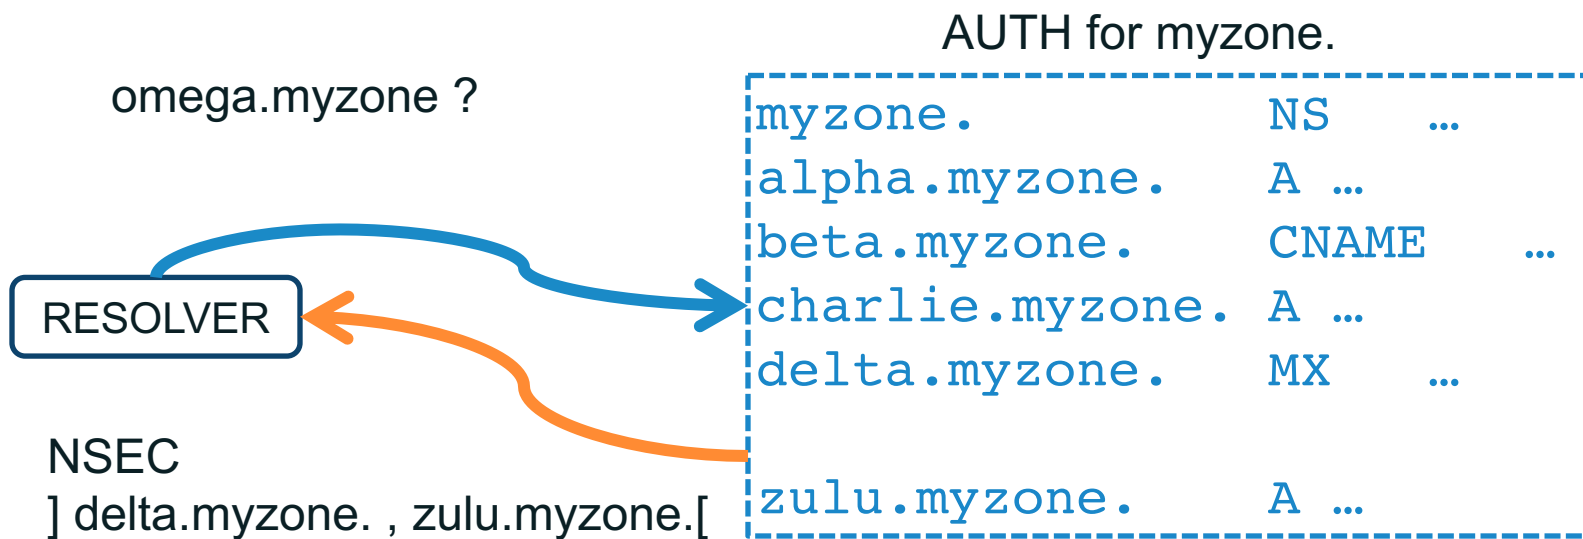 AUTH for myzone.
omega.myzone ?
myzone. NS …
alpha.myzone. A …
beta.myzone. CNAME …
charlie.myzone. A …
delta.myzone. MX …
zulu.myzone. A …
RESOLVER
NSEC
] delta.myzone. , zulu.myzone.[